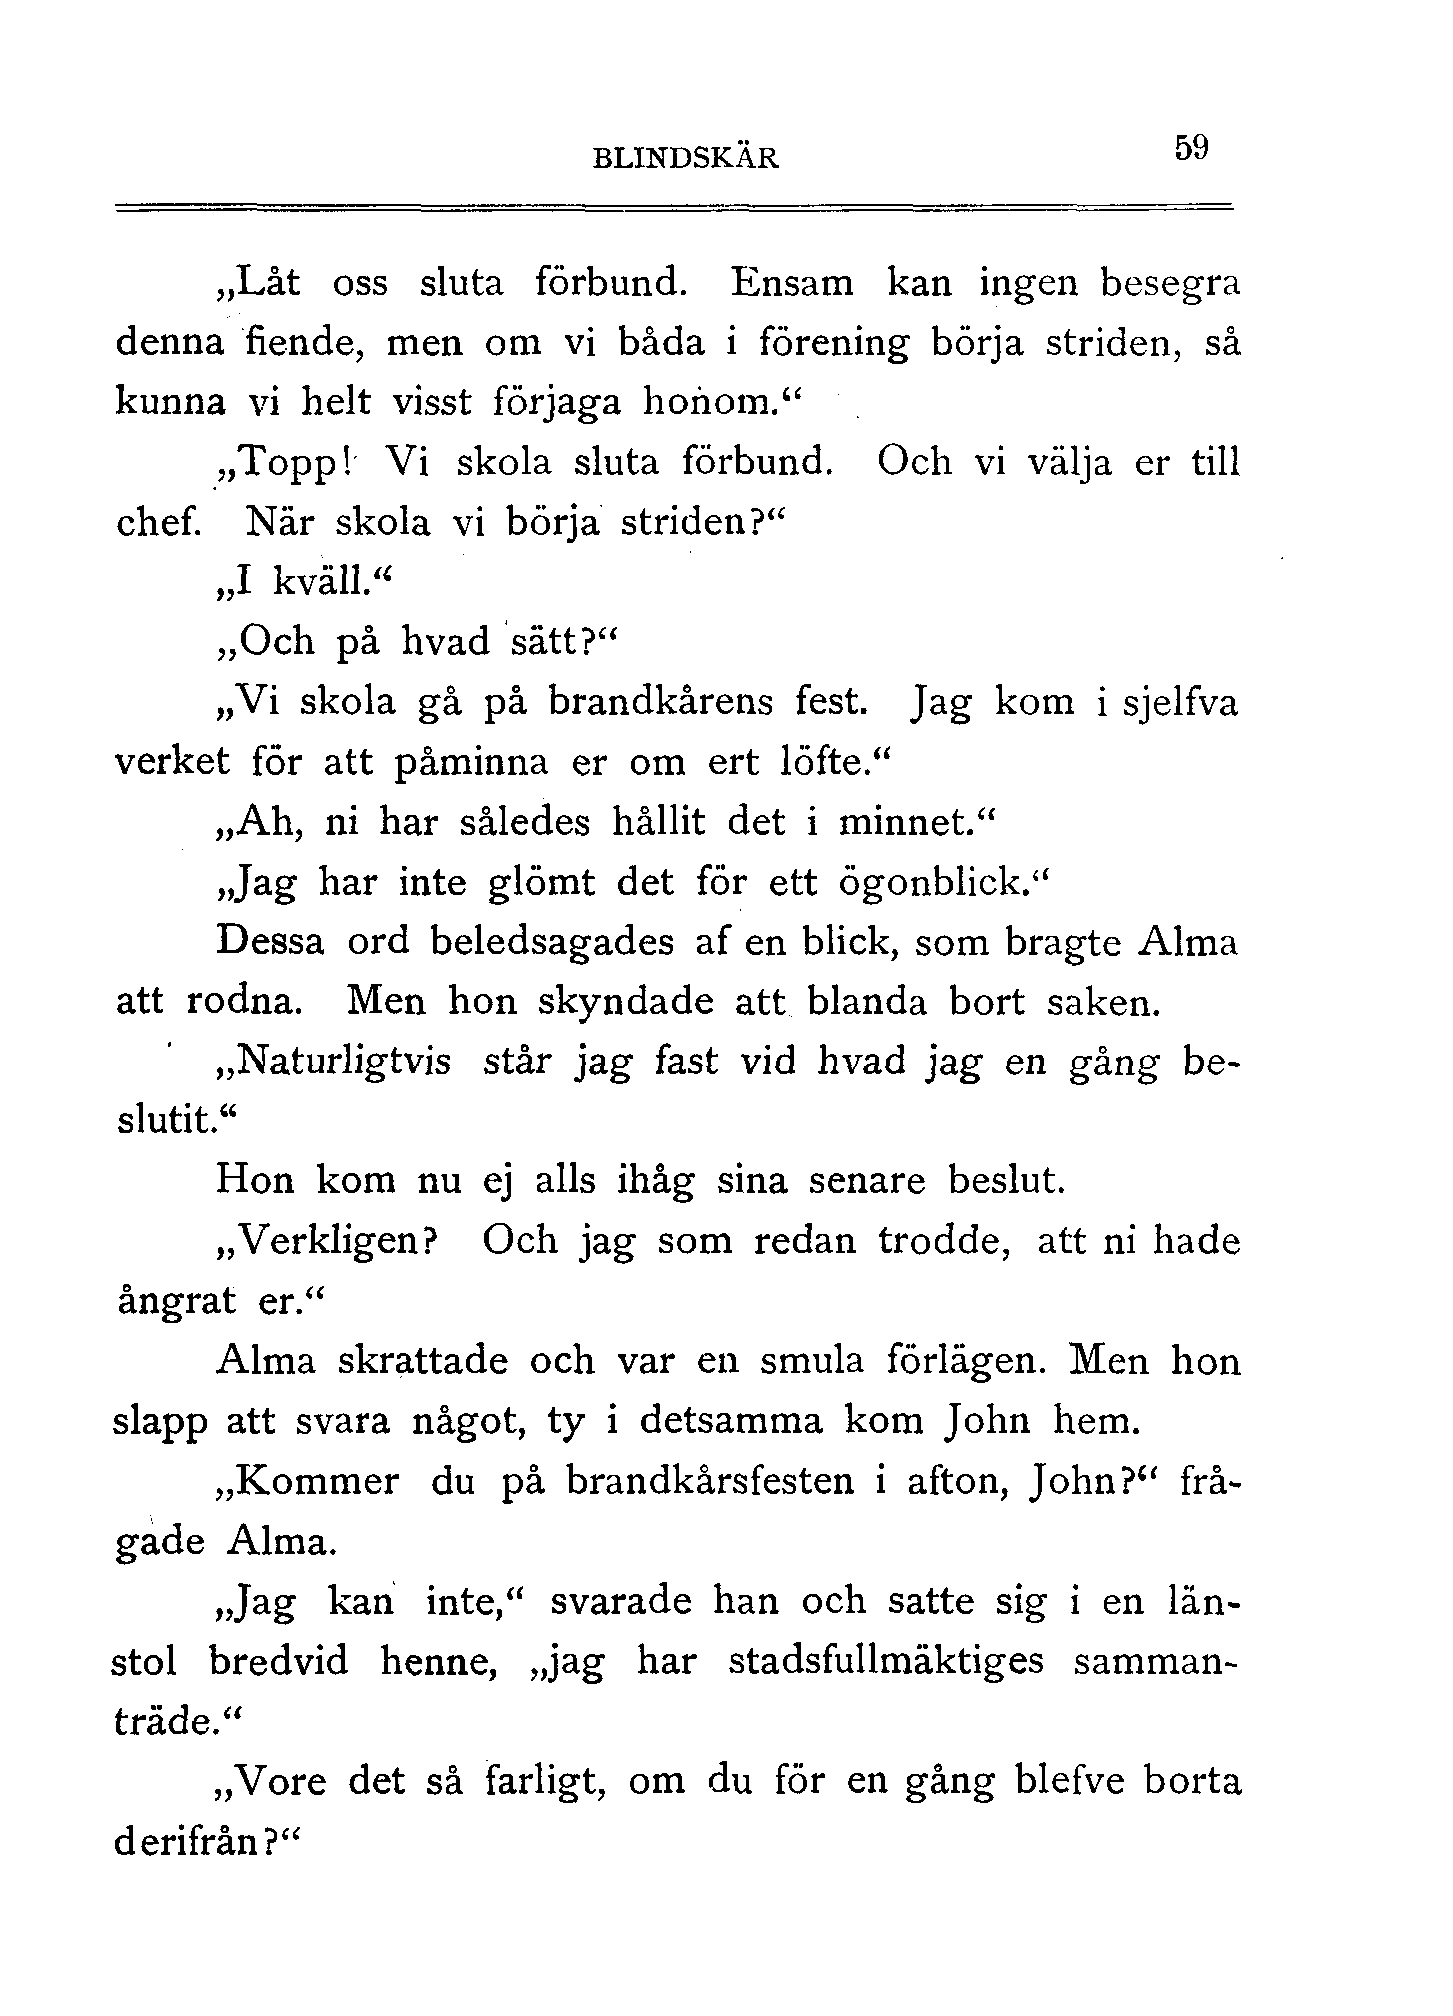 BLINDSKÄR 59
„Låt oss sluta förbund. Ensam kan ingen besegra
denna fiende, men om vi båda i förening börja striden, så
kunna vi helt visst förjaga honom.“
„Topp! Vi skola sluta förbund. Och vi välja er till
chef. När skola vi börja striden?“
„I kväll.“
„Och på hvad sätt?“
„Vi skola gå på brandkårens fest. Jag kom i sjelfva
verket för att påminna er om ert löfte.“
„Ah, ni har således hållit det i minnet.“
„Jag har inte glömt det för ett ögonblick.“
Dessa ord beledsagades af en blick, som bragte Alma
att rodna. Men hon skyndade att blanda bort saken.
„Naturligtvis står jag fast vid hvad jag en gång be-
slutit.“
Hon kom nu ej alls ihåg sina senare beslut.
„Verkligen? Och jag som redan trodde, att ni hade
ångrat er.“
Alma skrattade och var en smula förlägen. Men hon
slapp att svara något, ty i detsamma kom John hem.
„Kommer du på brandkårsfesten i afton, John?“ frå-
gade Alma.
„Jag kan inte,“ svarade han och satte sig i en län-
stol bredvid henne, „jag har stadsfullmäktiges samman-
träde.“
„Vore det så farligt, om du för en gång blefve borta
derifrån?“